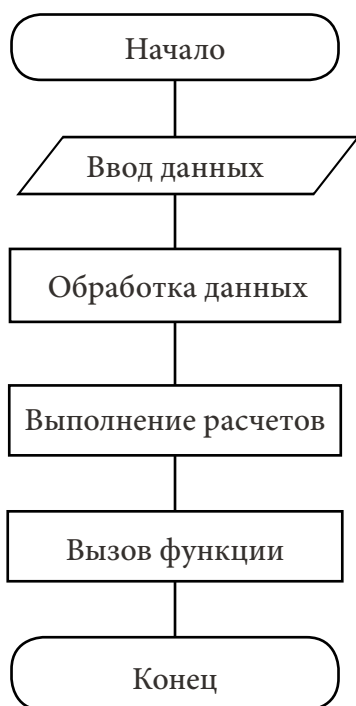 Начало
Ввод данных
Обработка данных
Выполнение расчетов
Вызов функции
Конец